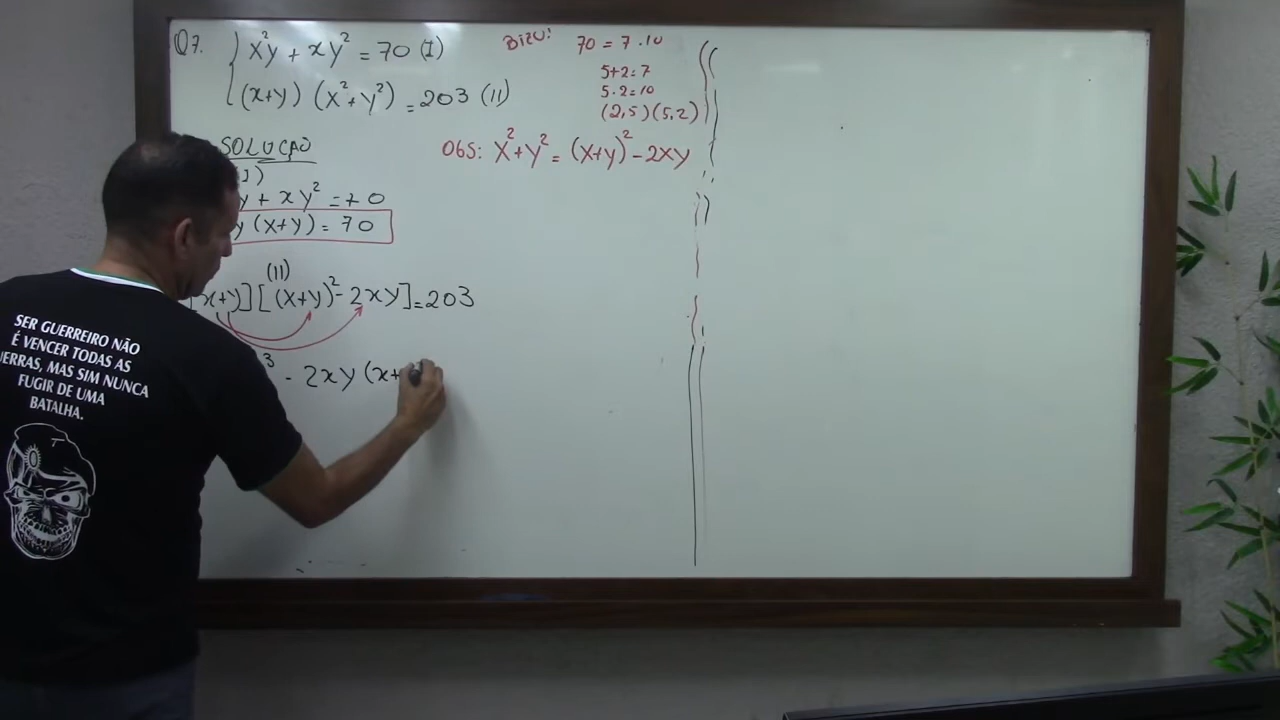 Q7. x²y + xy² = 70 (I)
(x+y) (x²+y²) = 203 (II)
BIZU! 70 = 7.10
5+2=7
5.2=10
(2,5)(5,2)
OBS: x²+y² = (x+y)² - 2xy
SOLUÇÃO
I)
y + xy² = 70
y (x+y) = 70
(II)
[x+y][(x+y)² - 2xy] = 203
³ - 2xy (x+
SER GUERREIRO NÃO
É VENCER TODAS AS
ERRAS, MAS SIM NUNCA
FUGIR DE UMA
BATALHA.